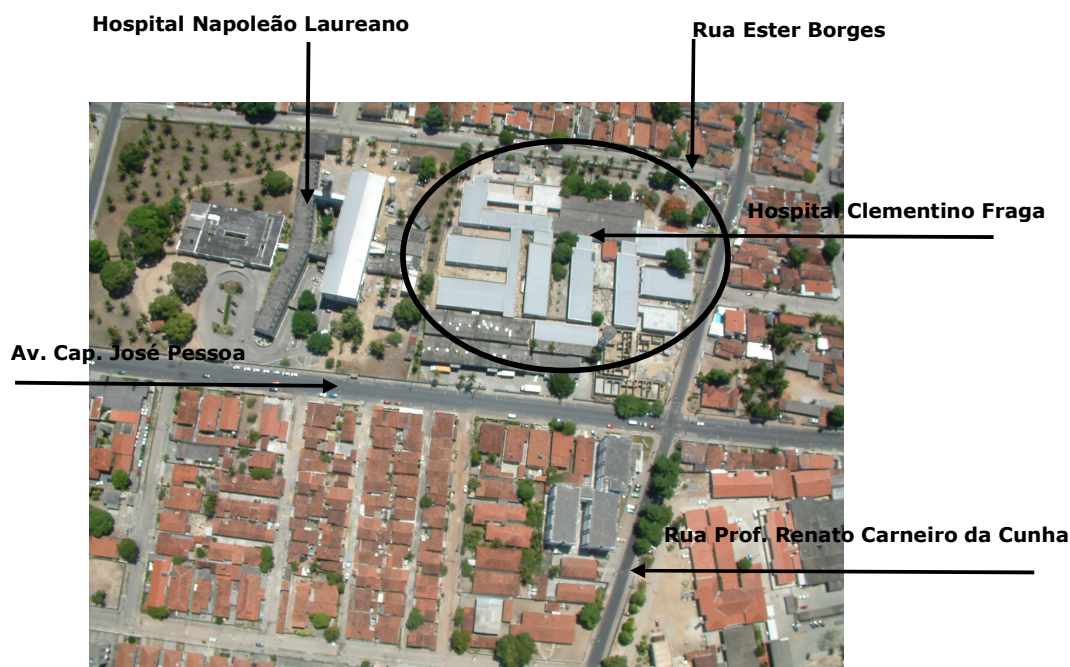 Hospital Napoleão Laureano
Rua Ester Borges
Hospital Clementino Fraga
Av. Cap. José Pessoa
Rua Prof. Renato Carneiro da Cunha